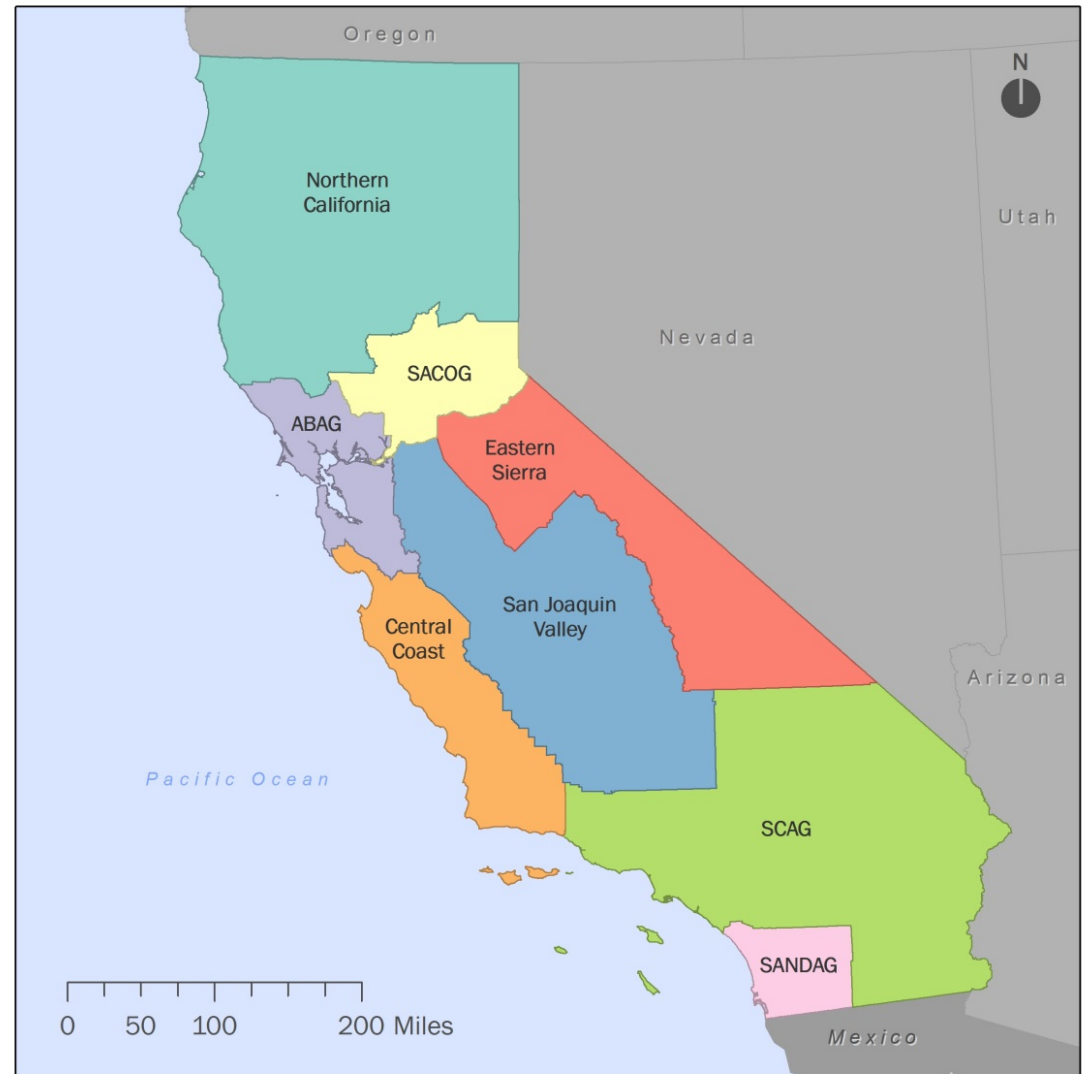 Oregon
N
Northern
California
Utah
Nevada
SACOG
ABAG
Eastern
Sierra
San Joaquin
Valley
Central
Coast
Arizona
Pacific Ocean
SCAG
SANDAG
0 50 100 200 Miles
Mexico